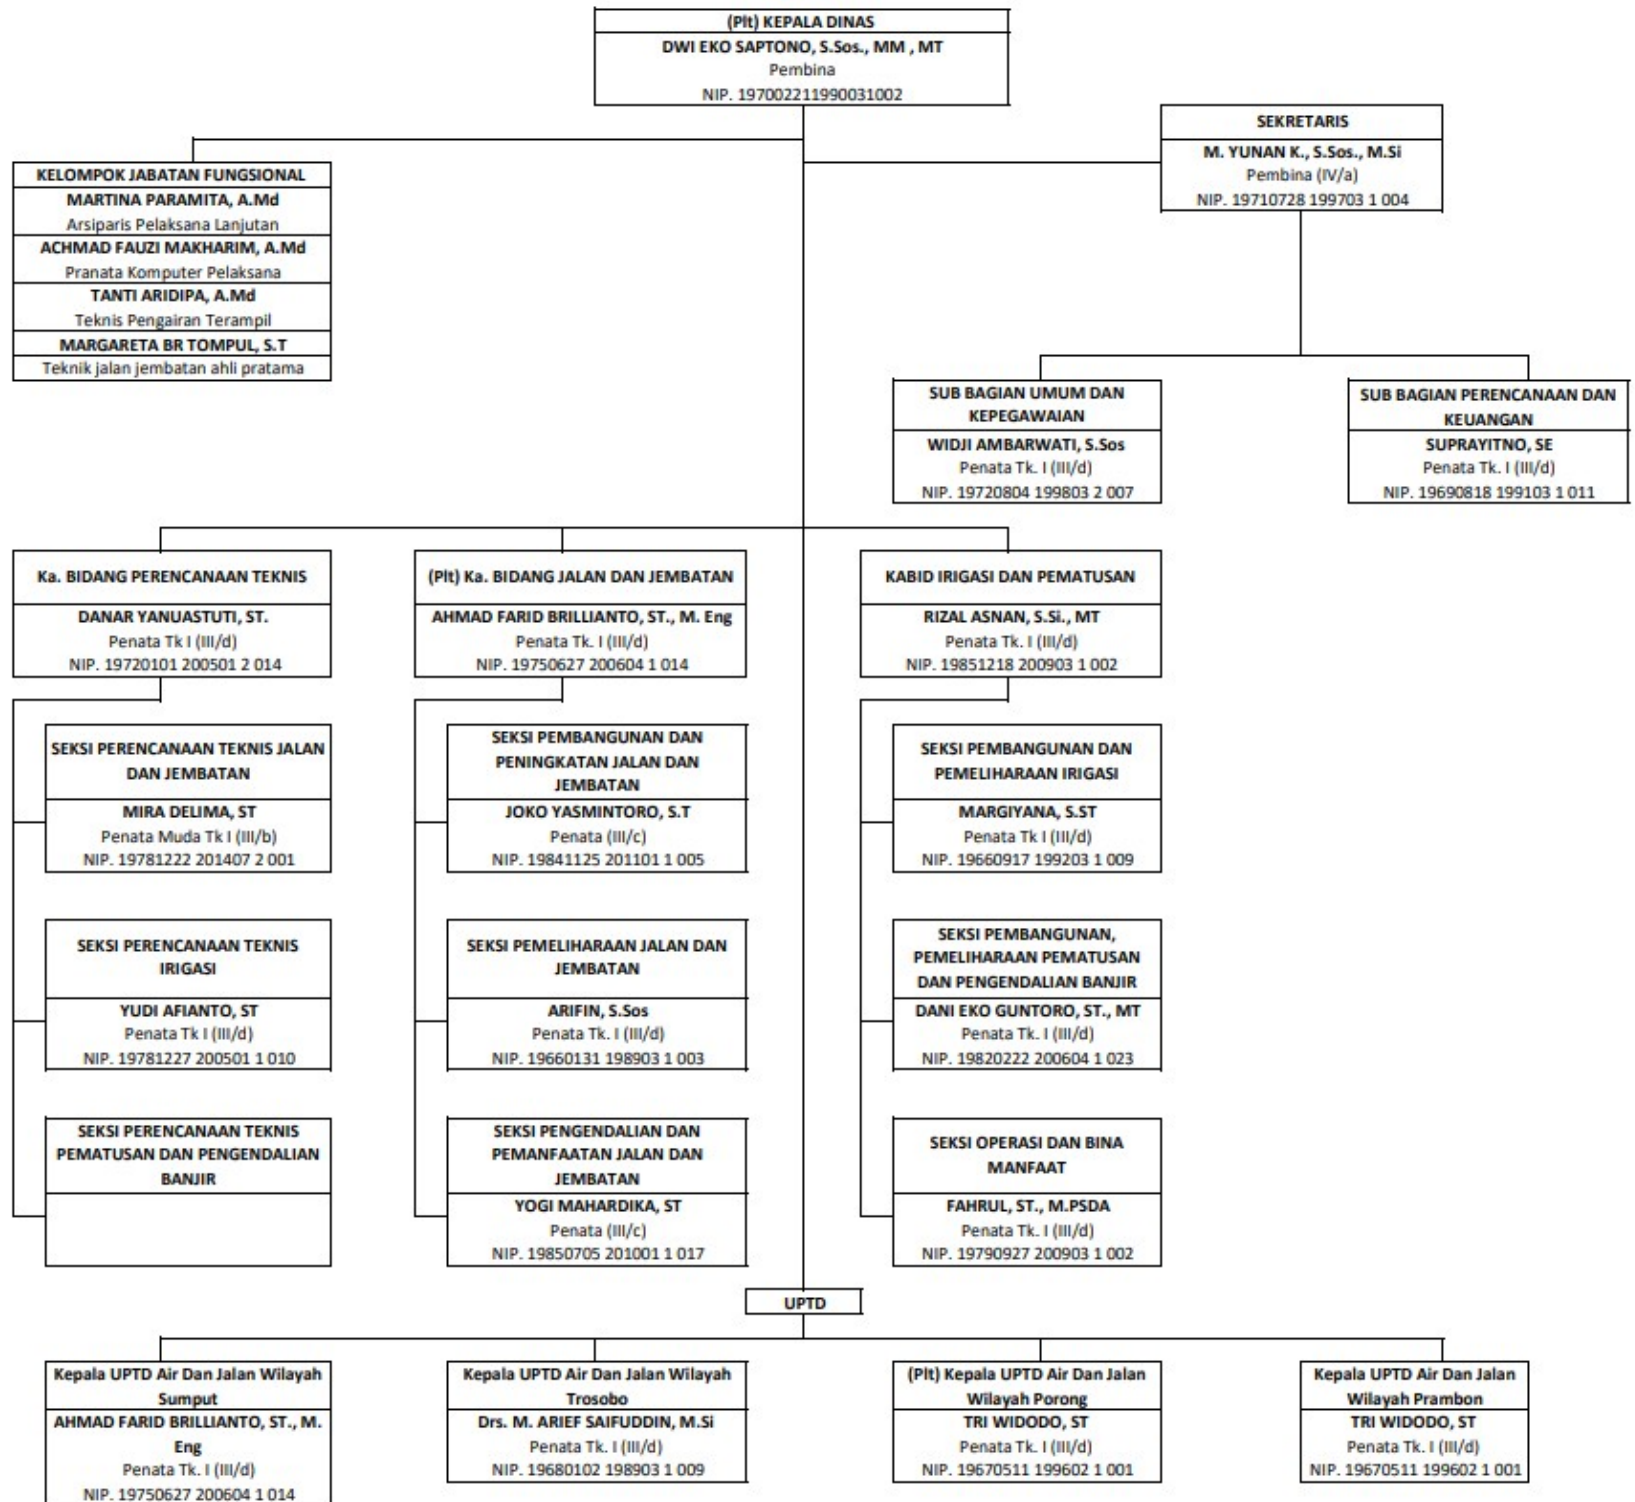 (Plt) KEPALA DINAS
DWI EKO SAPTONO, S.Sos., MM , MT
Pembina
NIP. 197002211990031002
SEKRETARIS
M. YUNAN K., S.Sos., M.Si
Pembina (IV/a)
NIP. 19710728 199703 1 004
KELOMPOK JABATAN FUNGSIONAL
MARTINA PARAMITA, A.Md
Arsiparis Pelaksana Lanjutan
ACHMAD FAUZI MAKHARIM, A.Md
Pranata Komputer Pelaksana
TANTI ARIDIPA, A.Md
Teknis Pengairan Terampil
MARGARETA BR TOMPUL, S.T
Teknik jalan jembatan ahli pratama
SUB BAGIAN UMUM DAN
KEPEGAWAIAN
WIDJI AMBARWATI, S.Sos
Penata Tk. I (III/d)
NIP. 19720804 199803 2 007
SUB BAGIAN PERENCANAAN DAN
KEUANGAN
SUPRAYITNO, SE
Penata Tk. I (III/d)
NIP. 19690818 199103 1 011
Ka. BIDANG PERENCANAAN TEKNIS
DANAR YANUASTUTI, ST.
Penata Tk I (III/d)
NIP. 19720101 200501 2 014
(Plt) Ka. BIDANG JALAN DAN JEMBATAN
AHMAD FARID BRILLIANTO, ST., M. Eng
Penata Tk. I (III/d)
NIP. 19750627 200604 1 014
KABID IRIGASI DAN PEMATUSAN
RIZAL ASNAN, S.Si., MT
Penata Tk. I (III/d)
NIP. 19851218 200903 1 002
SEKSI PERENCANAAN TEKNIS JALAN
DAN JEMBATAN
MIRA DELIMA, ST
Penata Muda Tk I (III/b)
NIP. 19781222 201407 2 001
SEKSI PEMBANGUNAN DAN
PENINGKATAN JALAN DAN
JEMBATAN
JOKO YASMINTORO, S.T
Penata (III/c)
NIP. 19841125 201101 1 005
SEKSI PEMBANGUNAN DAN
PEMELIHARAAN IRIGASI
MARGIYANA, S.ST
Penata Tk I (III/d)
NIP. 19660917 199203 1 009
SEKSI PERENCANAAN TEKNIS
IRIGASI
YUDI AFIANTO, ST
Penata Tk I (III/d)
NIP. 19781227 200501 1 010
SEKSI PEMELIHARAAN JALAN DAN
JEMBATAN
ARIFIN, S.Sos
Penata Tk. I (III/d)
NIP. 19660131 198903 1 003
SEKSI PEMBANGUNAN,
PEMELIHARAAN PEMATUSAN
DAN PENGENDALIAN BANJIR
DANI EKO GUNTORO, ST., MT
Penata Tk. I (III/d)
NIP. 19820222 200604 1 023
SEKSI PERENCANAAN TEKNIS
PEMATUSAN DAN PENGENDALIAN
BANJIR
SEKSI PENGENDALIAN DAN
PEMANFAATAN JALAN DAN
JEMBATAN
YOGI MAHARDIKA, ST
Penata (III/c)
NIP. 19850705 201001 1 017
SEKSI OPERASI DAN BINA
MANFAAT
FAHRUL, ST., M.PSDA
Penata Tk. I (III/d)
NIP. 19790927 200903 1 002
UPTD
Kepala UPTD Air Dan Jalan Wilayah
Sumput
AHMAD FARID BRILLIANTO, ST., M.
Eng
Penata Tk. I (III/d)
NIP. 19750627 200604 1 014
Kepala UPTD Air Dan Jalan Wilayah
Trosobo
Drs. M. ARIEF SAIFUDDIN, M.Si
Penata Tk. I (III/d)
NIP. 19680102 198903 1 009
(Plt) Kepala UPTD Air Dan Jalan
Wilayah Porong
TRI WIDODO, ST
Penata Tk. I (III/d)
NIP. 19670511 199602 1 001
Kepala UPTD Air Dan Jalan
Wilayah Prambon
TRI WIDODO, ST
Penata Tk. I (III/d)
NIP. 19670511 199602 1 001